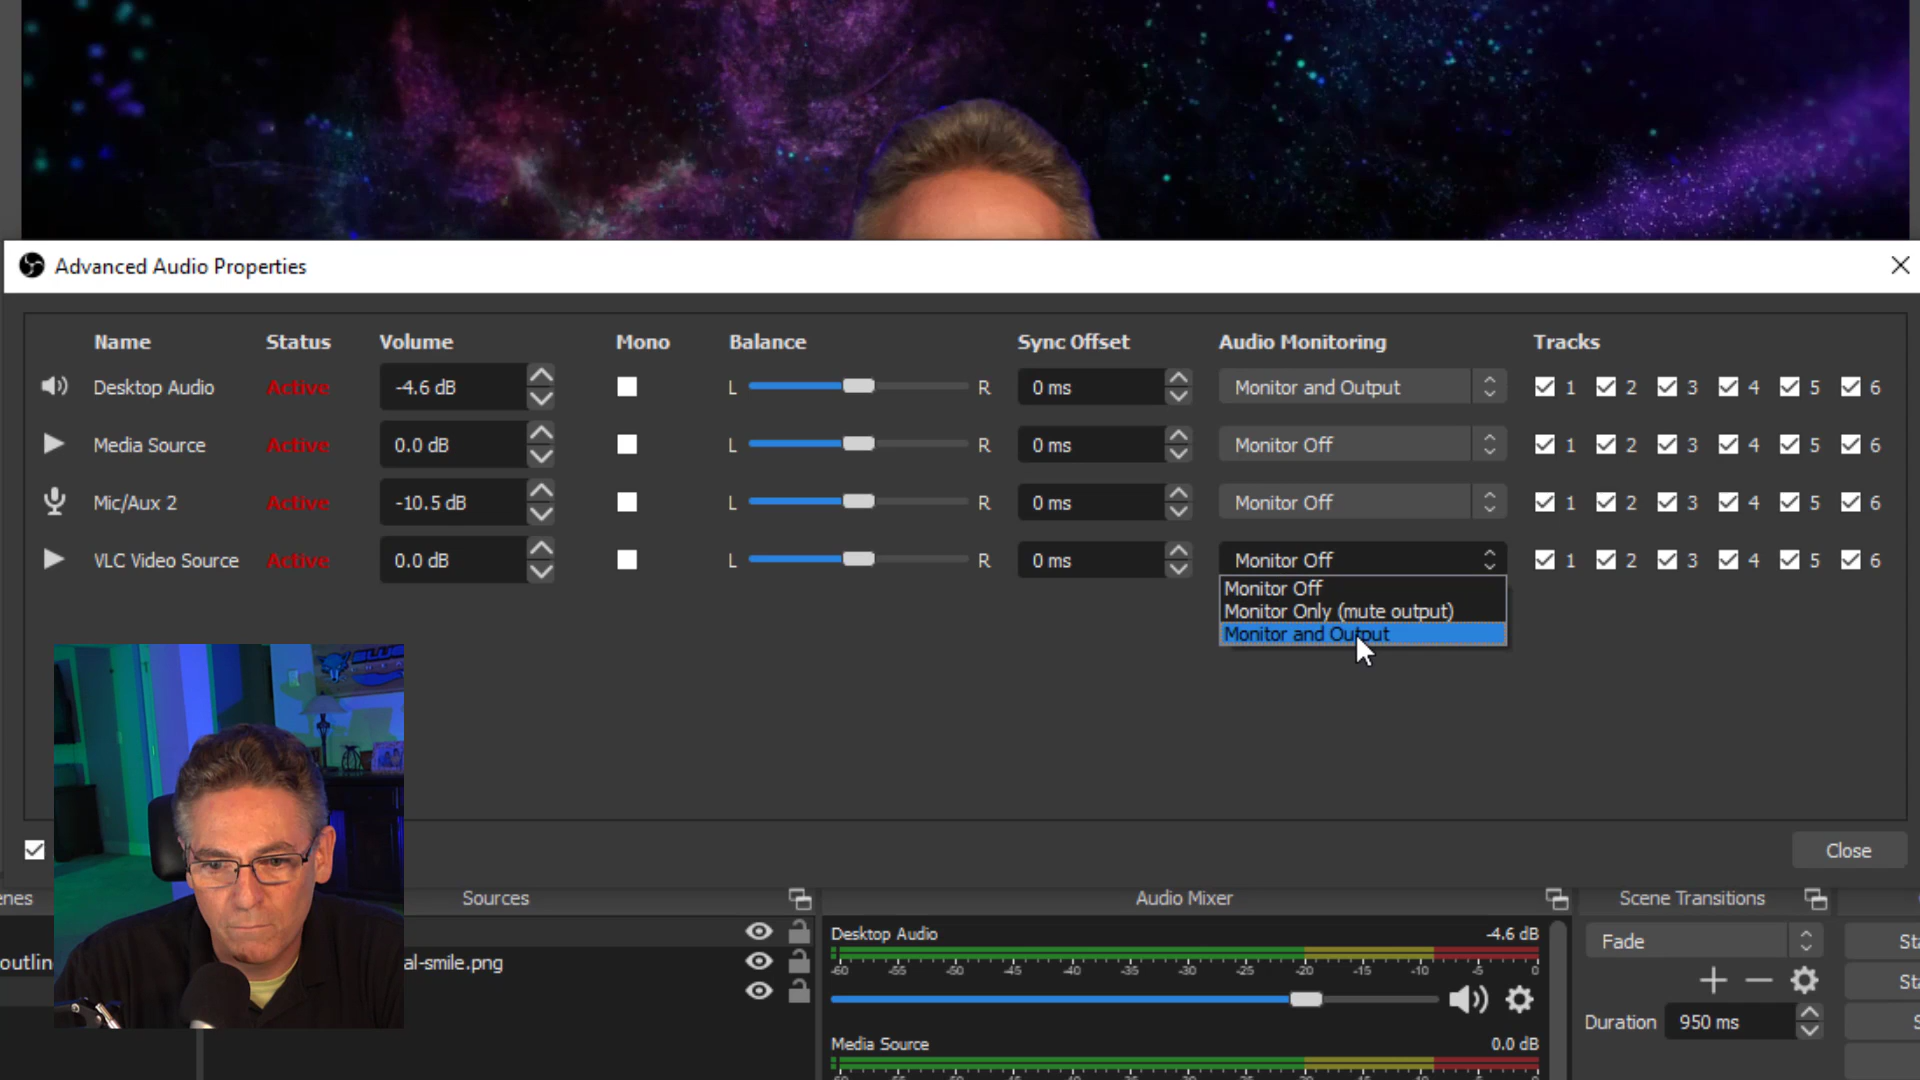 Advanced Audio Properties
Name Status Volume Mono Balance Sync Offset Audio Monitoring Tracks
Desktop Audio Active -4.6 dB L R 0 ms Monitor and Output 1 2 3 4 5 6
Media Source Active 0.0 dB L R 0 ms Monitor Off 1 2 3 4 5 6
Mic/Aux 2 Active -10.5 dB L R 0 ms Monitor Off 1 2 3 4 5 6
VLC Video Source Active 0.0 dB L R 0 ms Monitor Off 1 2 3 4 5 6
Monitor Off
Monitor Only (mute output)
Monitor and Output
Close
enes Sources Audio Mixer Scene Transitions
Desktop Audio -4.6 dB
Fade Sta
outlin al-smile.png
-60 -55 -50 -45 -40 -35 -30 -25 -20 -15 -10 -5 0
Sta
Duration 950 ms S
Media Source 0.0 dB